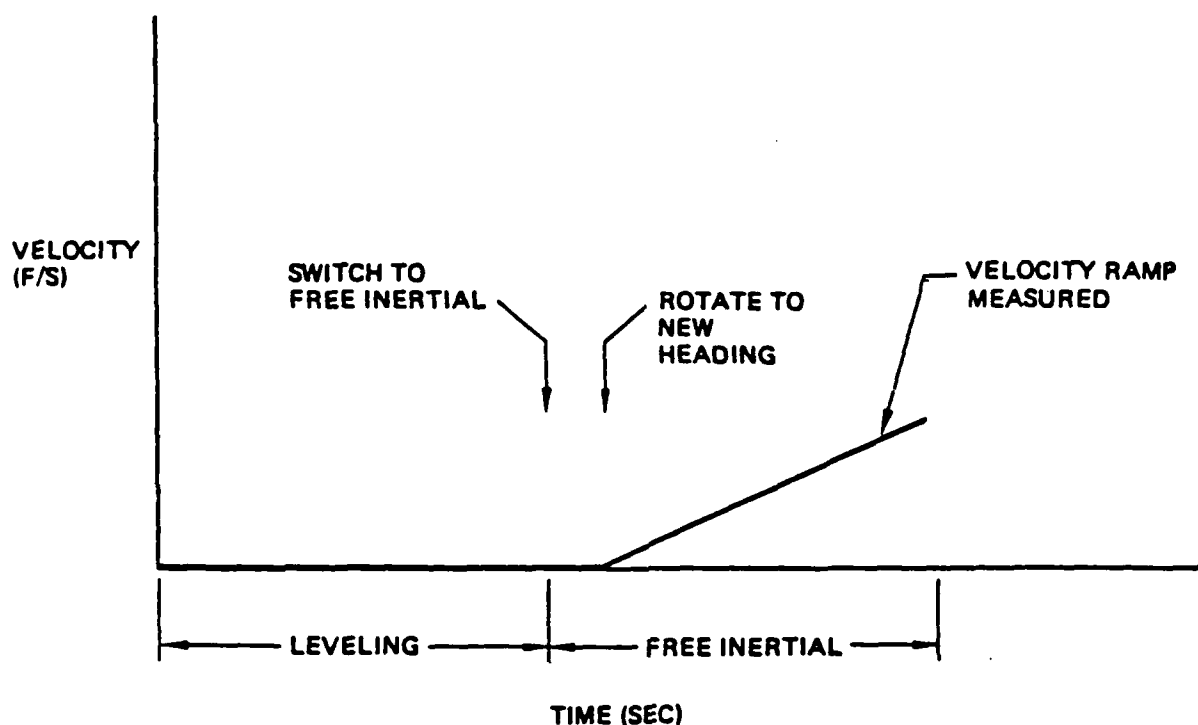 VELOCITY
(F/S)
SWITCH TO
FREE INERTIAL
ROTATE TO
NEW
HEADING
VELOCITY RAMP
MEASURED
LEVELING
FREE INERTIAL
TIME (SEC)